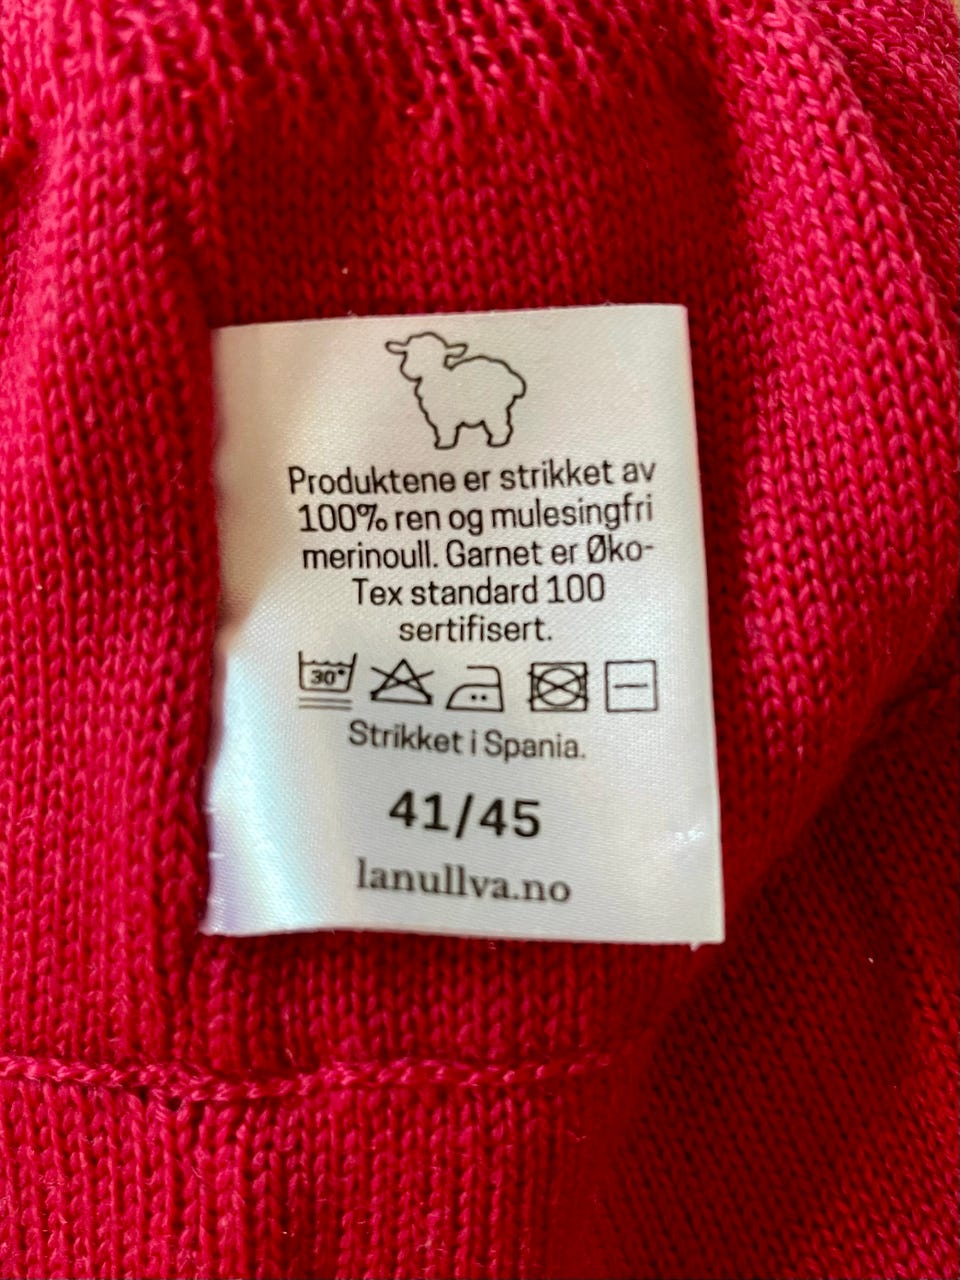 Produktene er strikket av
100% ren og mulesingfri
merinoull. Garnet er Øko-
Tex standard 100
sertifisert.
30°
Strikket i Spania.
41/45
lanullva.no